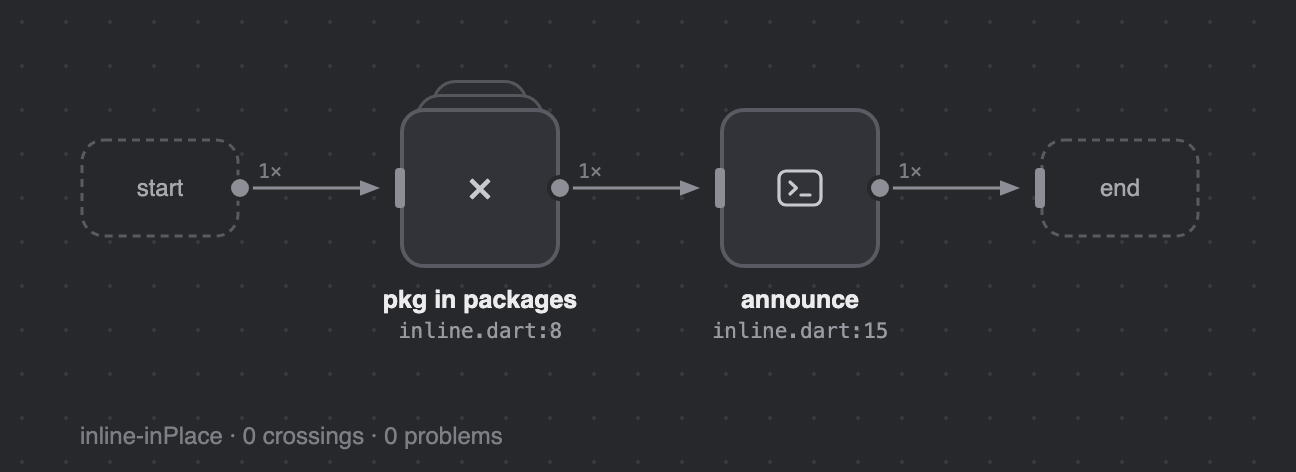 start
1×
pkg in packages
inline.dart:8
1×
announce
inline.dart:15
1×
end
inline-inPlace · 0 crossings · 0 problems